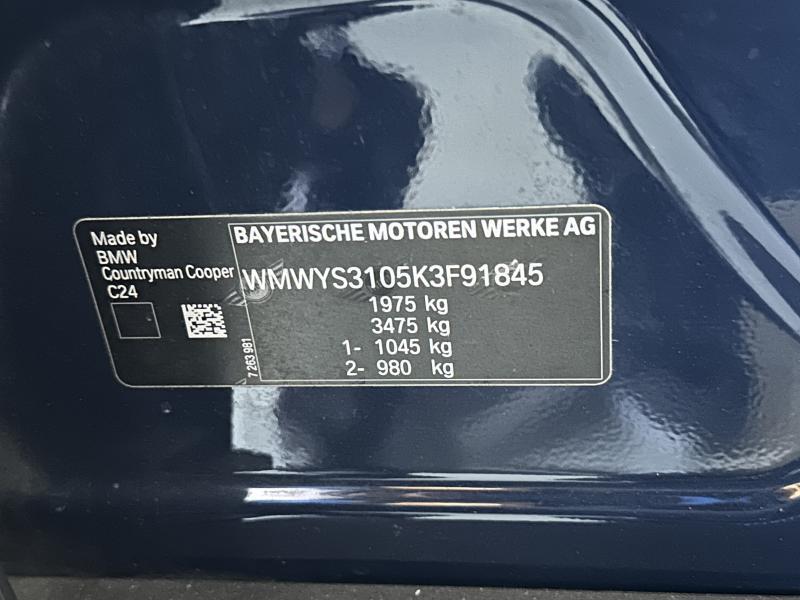 Made by
BMW
Countryman Cooper
C24
7 263 981
BAYERISCHE MOTOREN WERKE AG
WMWYS3105K3F91845
1975 kg
3475 kg
1- 1045 kg
2- 980 kg